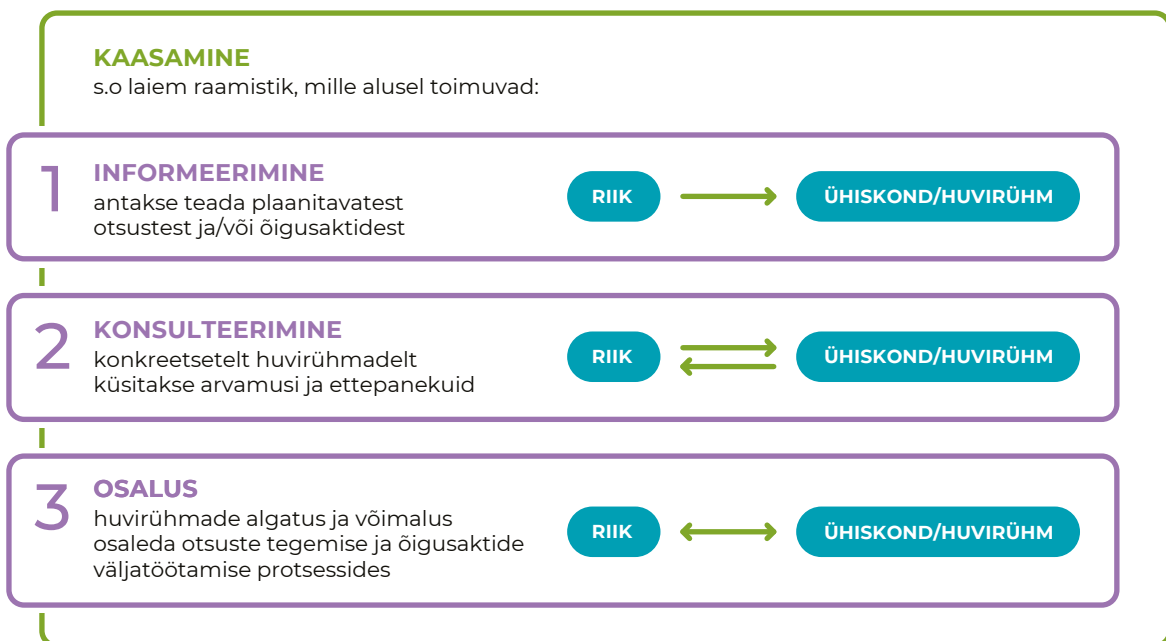 KAASAMINE
s.o laiem raamistik, mille alusel toimuvad:
1
INFORMEERIMINE
antakse teada plaanitavatest
otsustest ja/või õigusaktidest
RIIK
ÜHISKOND/HUVIRÜHM
2
KONSULTEERIMINE
konkreetsetelt huvirühmadelt
küsitakse arvamusi ja ettepanekuid
RIIK
ÜHISKOND/HUVIRÜHM
3
OSALUS
huvirühmade algatus ja võimalus
osaleda otsuste tegemise ja õigusaktide
väljatöötamise protsessides
RIIK
ÜHISKOND/HUVIRÜHM